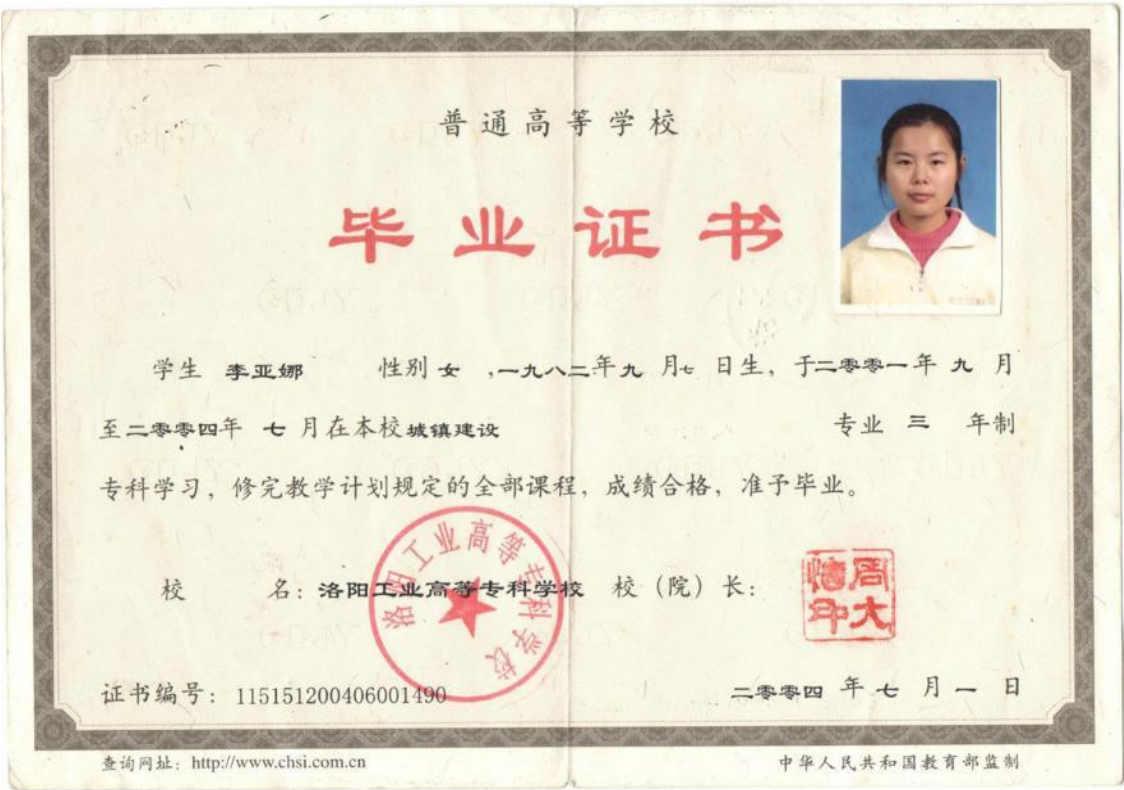 普通高等学校
毕业证书
学生 李亚娜 性别 女 ,一九八二年九 月七 日生，于二零零一年 九 月
至二零零四年 七 月在本校城镇建设 专业 三 年制
专科学习，修完教学计划规定的全部课程，成绩合格，准予毕业。
洛阳工业高等专科学校
校 名：洛阳工业高等专科学校 校（院）长：
证书编号：115151200406001490 二零零四 年 七 月 一 日
查询网址：http://www.chsi.com.cn 中华人民共和国教育部监制